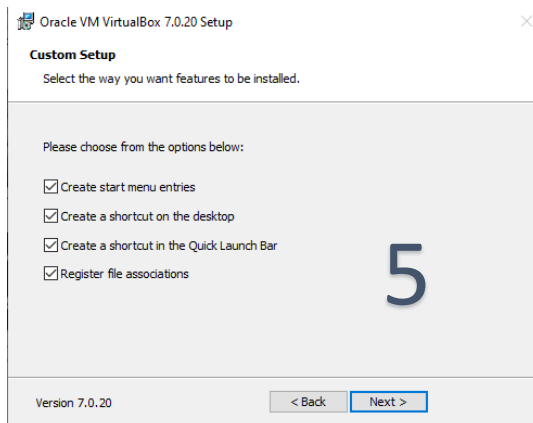 Oracle VM VirtualBox 7.0.20 Setup
Custom Setup
Select the way you want features to be installed.
Please choose from the options below:
Create start menu entries
Create a shortcut on the desktop
Create a shortcut in the Quick Launch Bar
Register file associations
5
Version 7.0.20
< Back
Next >